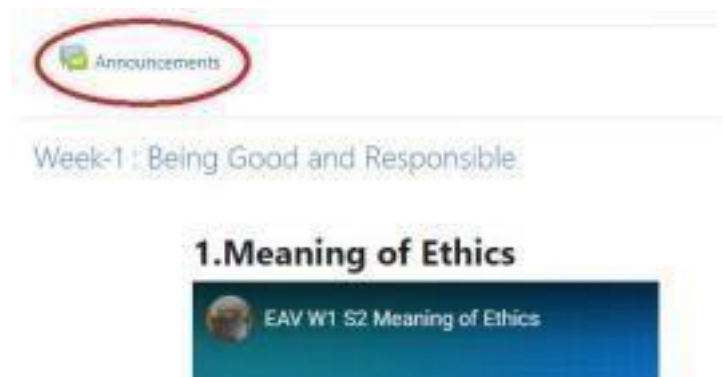 Announcements
Week-1 : Being Good and Responsible
1.Meaning of Ethics
EAV W1 S2 Meaning of Ethics